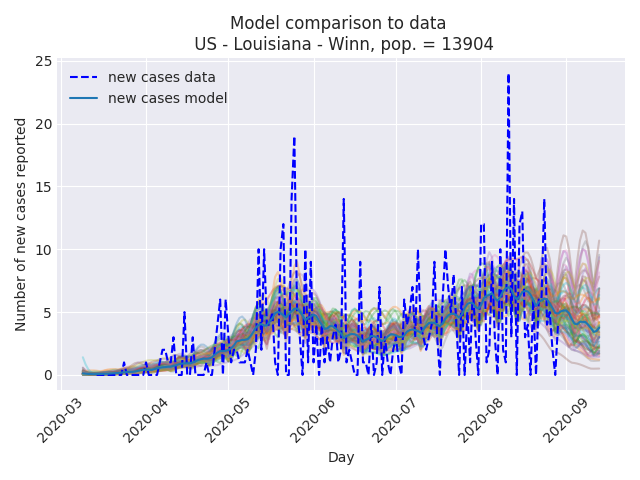 Model comparison to data
US - Louisiana - Winn, pop. = 13904
new cases data
new cases model
Number of new cases reported
25
20
15
10
5
0
2020-03
2020-04
2020-05
2020-06
2020-07
2020-08
2020-09
Day